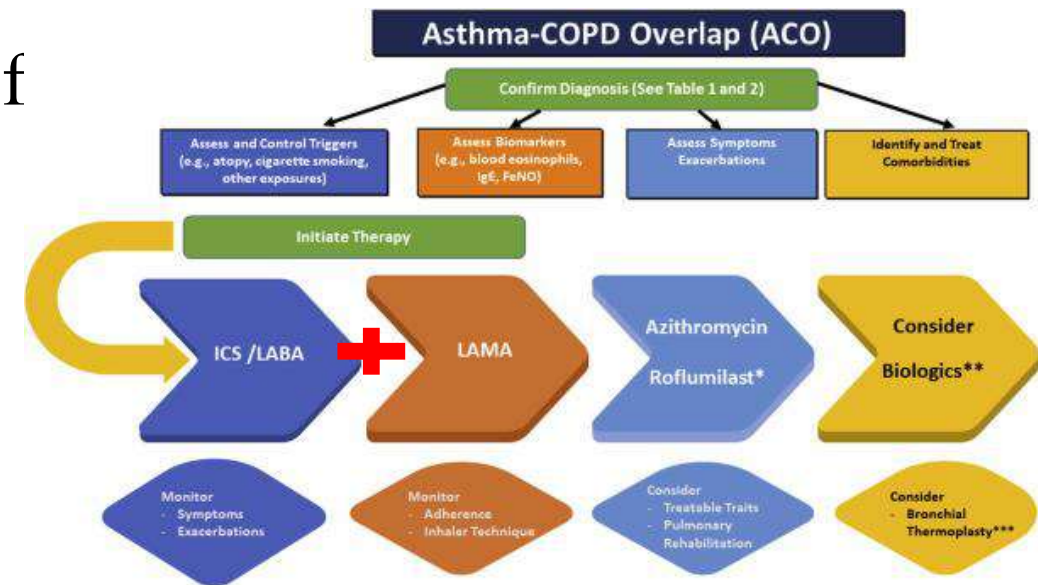 Asthma-COPD Overlap (ACO)
f
Confirm Diagnosis (See Table 1 and 2)
Assess and Control Triggers
(e.g., atopy, cigarette smoking,
other exposures)
Assess Biomarkers
(e.g., blood eosinophils,
IgE, FeNO)
Assess Symptoms
Exacerbations
Identify and Treat
Comorbidities
Initiate Therapy
ICS /LABA
LAMA
Azithromycin
Roflumilast*
Consider
Biologics**
Monitor
- Symptoms
- Exacerbations
Monitor
- Adherence
- Inhaler Technique
Consider
- Treatable Traits
- Pulmonary
Rehabilitation
Consider
- Bronchial
Thermoplasty***